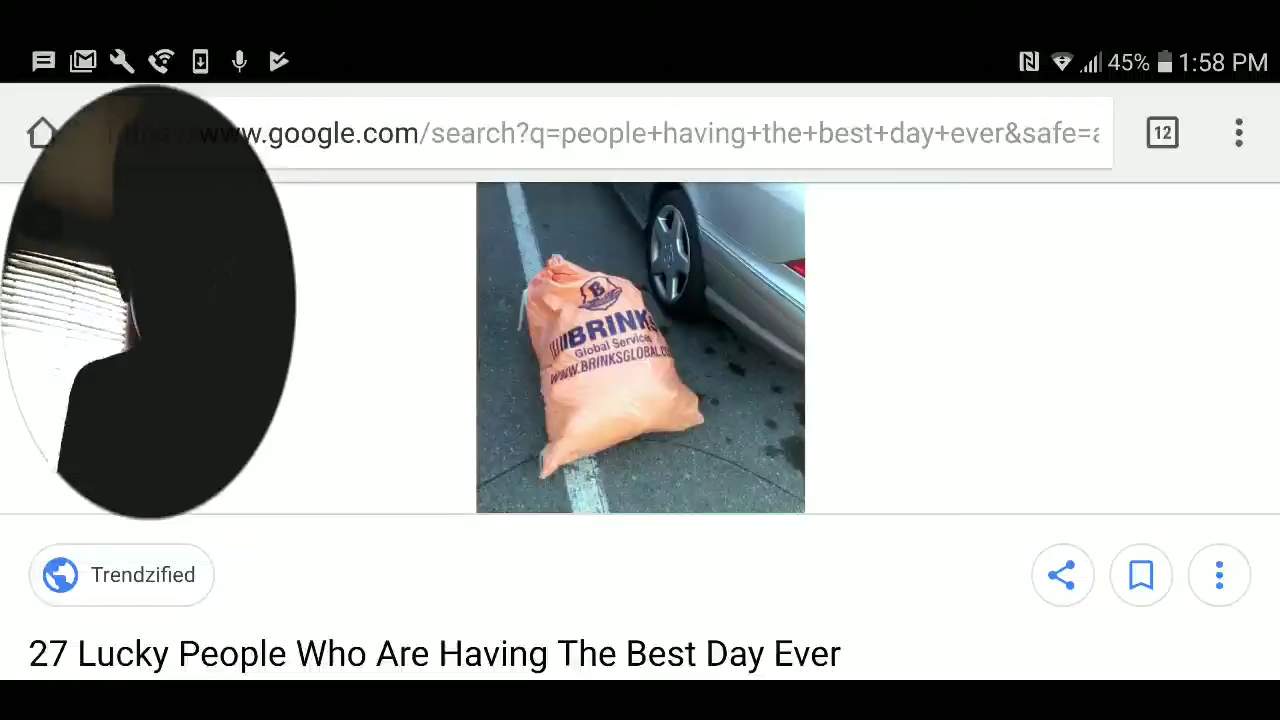 45% 1:58 PM
www.google.com/search?q=people+having+the+best+day+ever&safe=
12
B
BRINKS
Global Services
WWW.BRINKSGLOBAL.
Trendzified
27 Lucky People Who Are Having The Best Day Ever